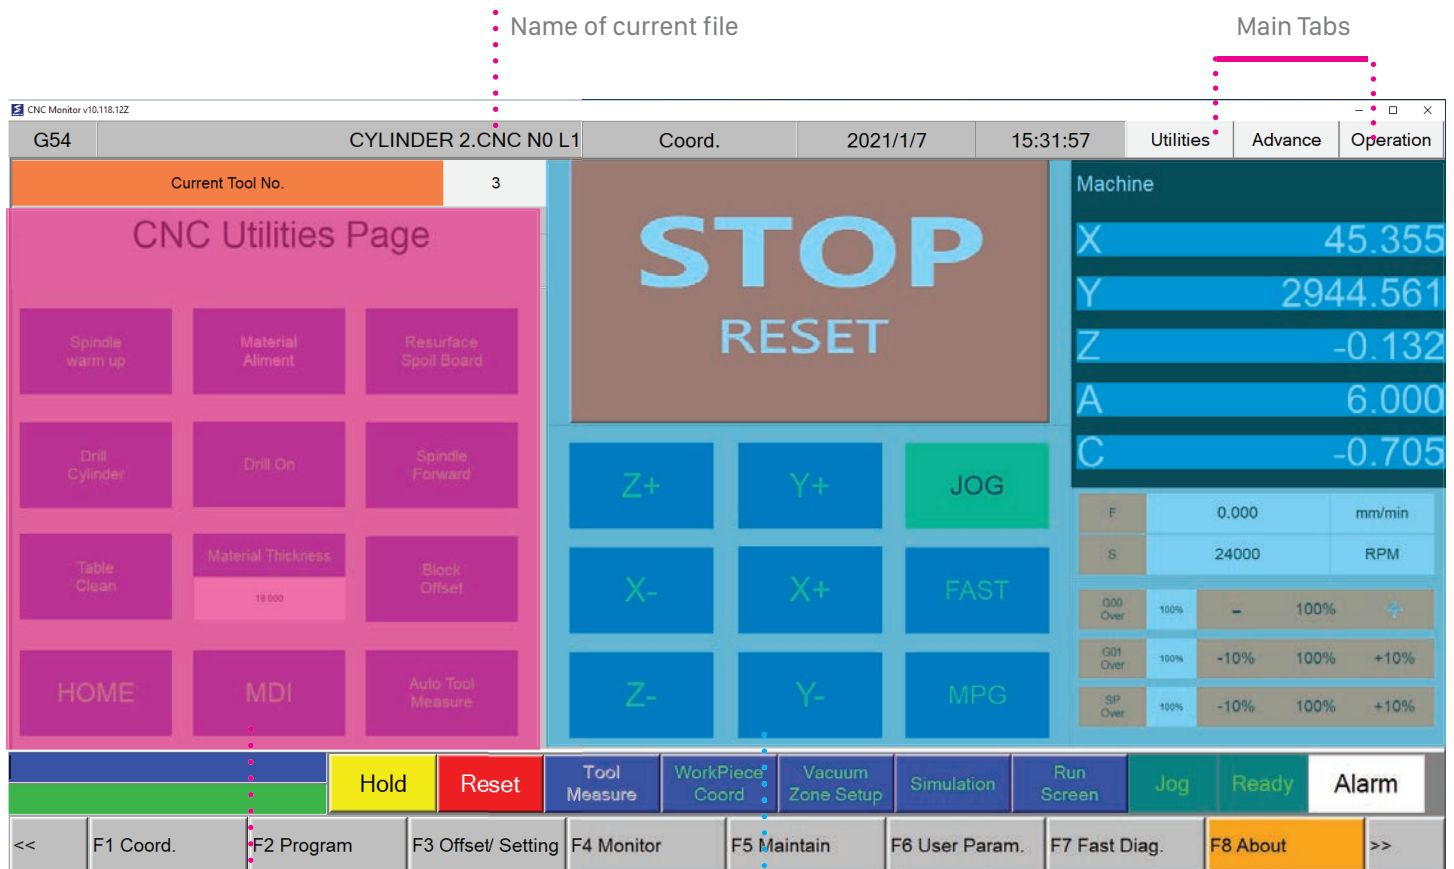 Name of current file
Main Tabs
CNC Monitor v10.118.12Z
G54
CYLINDER 2.CNC N0 L1
Coord.
2021/1/7
15:31:57
Utilities
Advance
Operation
Current Tool No.
3
CNC Utilities Page
Spindle
warm up
Material
Aliment
Resurface
Spoil Board
Drill
Cylinder
Drill On
Spindle
Forward
Table
Clean
Material Thickness
18.000
Block
Offset
HOME
MDI
Auto Tool
Measure
STOP
RESET
Z+
Y+
JOG
X-
X+
FAST
Z-
Y-
MPG
Machine
X 45.355
Y 2944.561
Z -0.132
A 6.000
C -0.705
F 0.000 mm/min
S 24000 RPM
G00
Over
100% - 100% +
G01
Over
100% -10% 100% +10%
SP
Over
100% -10% 100% +10%
Hold
Reset
Tool
Measure
WorkPiece
Coord
Vacuum
Zone Setup
Simulation
Run
Screen
Jog
Ready
Alarm
<<
F1 Coord.
F2 Program
F3 Offset/ Setting
F4 Monitor
F5 Maintain
F6 User Param.
F7 Fast Diag.
F8 About
>>